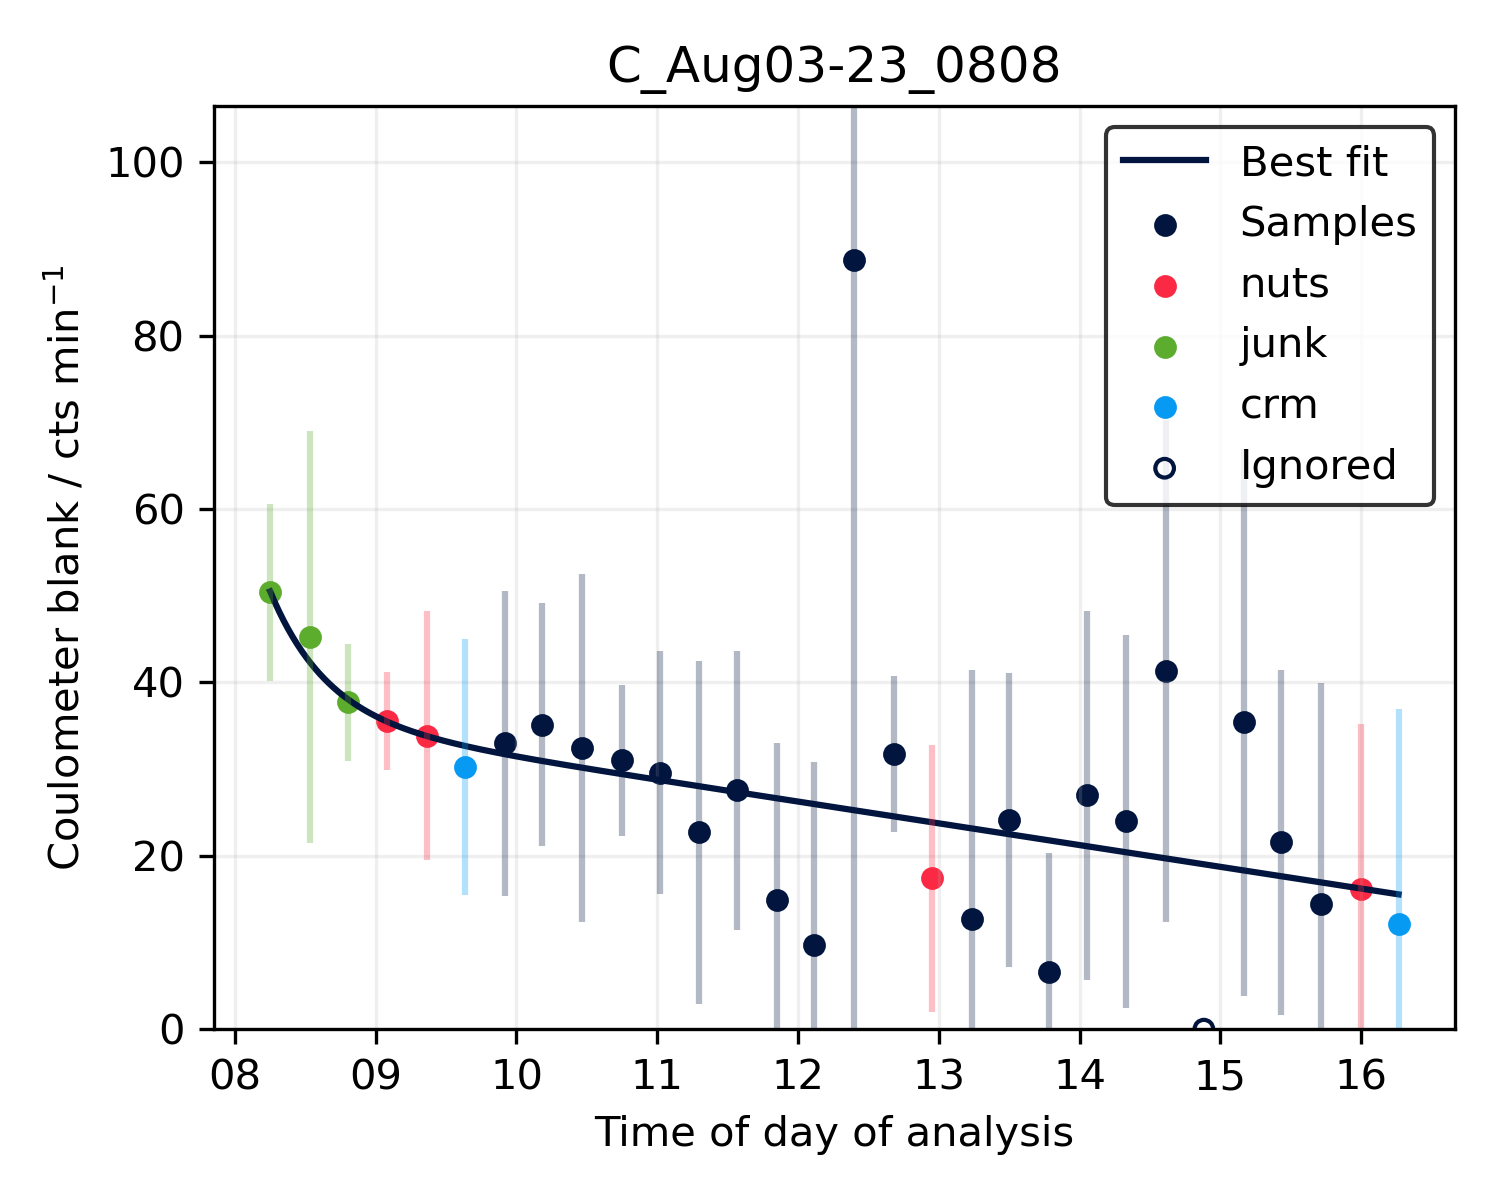 C_Aug03-23_0808
Coulometer blank / cts min⁻¹
100
80
60
40
20
0
Best fit
Samples
nuts
junk
crm
Ignored
08 09 10 11 12 13 14 15 16
Time of day of analysis